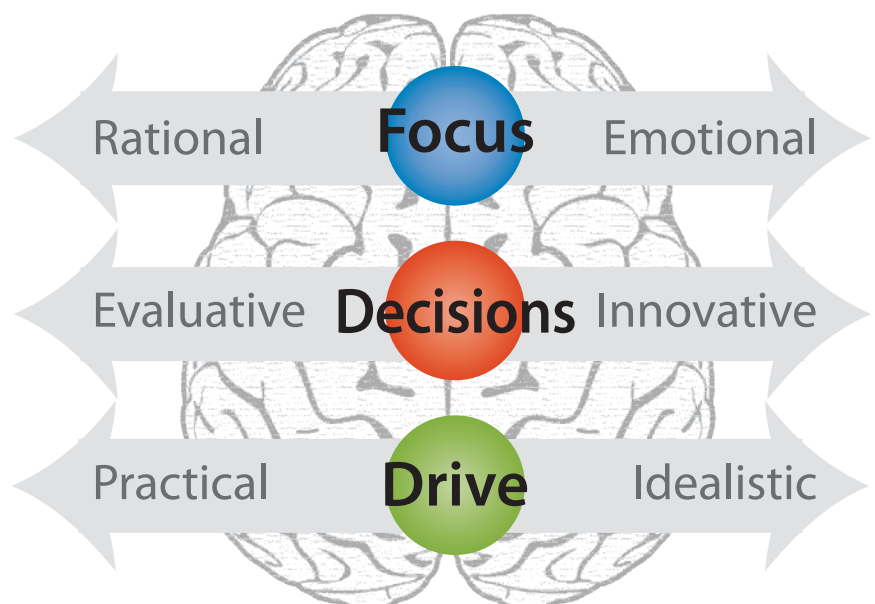 Rational Focus Emotional
Evaluative Decisions Innovative
Practical Drive Idealistic